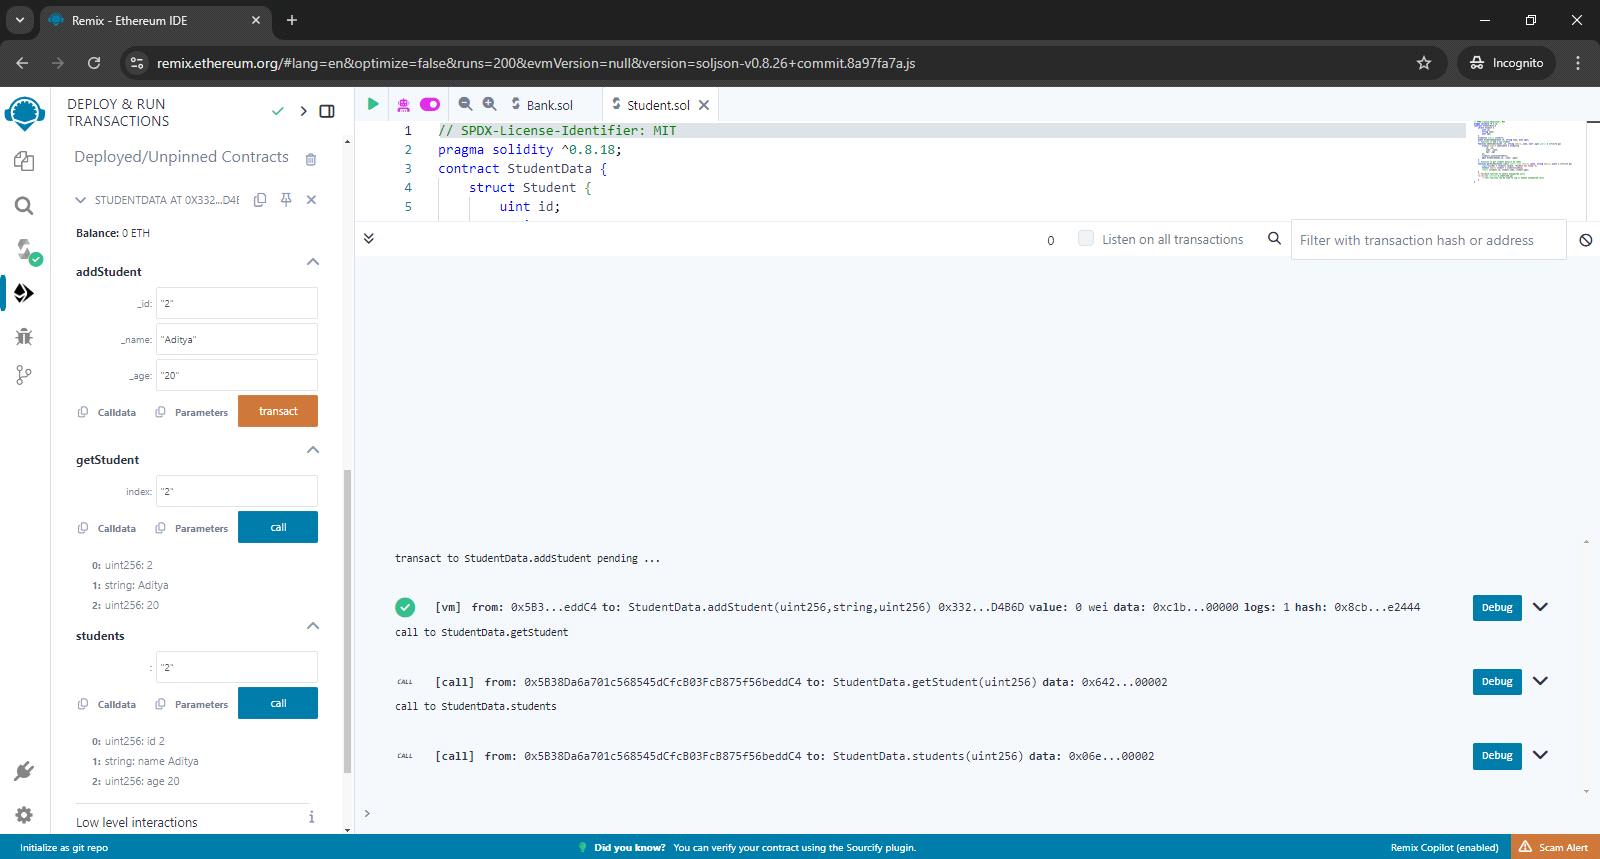 Remix - Ethereum IDE
remix.ethereum.org/#lang=en&optimize=false&runs=200&evmVersion=null&version=soljson-v0.8.26+commit.8a97fa7a.js
Incognito
DEPLOY & RUN
TRANSACTIONS
Deployed/Unpinned Contracts
STUDENTDATA AT 0X332...D4E
Balance: 0 ETH
addStudent
_id: "2"
_name: "Aditya"
_age: "20"
Calldata Parameters transact
getStudent
index: "2"
Calldata Parameters call
0: uint256: 2
1: string: Aditya
2: uint256: 20
students
: "2"
Calldata Parameters call
0: uint256: id 2
1: string: name Aditya
2: uint256: age 20
Low level interactions
i
Bank.sol
Student.sol
1 // SPDX-License-Identifier: MIT
2 pragma solidity ^0.8.18;
3 contract StudentData {
4 struct Student {
5 uint id;
0 Listen on all transactions Filter with transaction hash or address
transact to StudentData.addStudent pending ...
[vm] from: 0x5B3...eddC4 to: StudentData.addStudent(uint256,string,uint256) 0x332...D4B6D value: 0 wei data: 0xc1b...00000 logs: 1 hash: 0x8cb...e2444 Debug
call to StudentData.getStudent
CALL [call] from: 0x5B38Da6a701c568545dCfcB03FcB875f56beddC4 to: StudentData.getStudent(uint256) data: 0x642...00002 Debug
call to StudentData.students
CALL [call] from: 0x5B38Da6a701c568545dCfcB03FcB875f56beddC4 to: StudentData.students(uint256) data: 0x06e...00002 Debug
>
Initialize as git repo
Did you know? You can verify your contract using the Sourcify plugin.
Remix Copilot (enabled)
Scam Alert